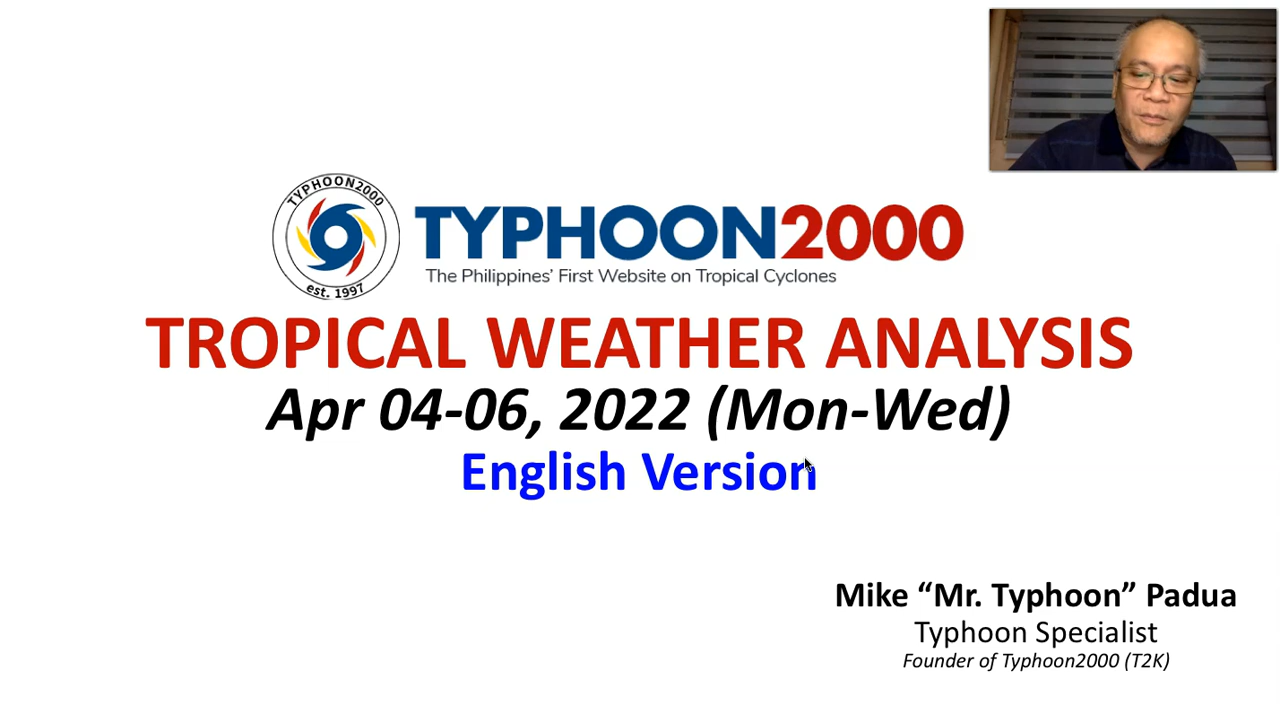 TYPHOON2000
est. 1997
TYPHOON2000
The Philippines' First Website on Tropical Cyclones
TROPICAL WEATHER ANALYSIS
Apr 04-06, 2022 (Mon-Wed)
English Version
Mike “Mr. Typhoon” Padua
Typhoon Specialist
Founder of Typhoon2000 (T2K)